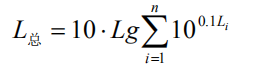 L总 = 10 · Lg∑_{i=1}^{n} 10^{0.1L_i}